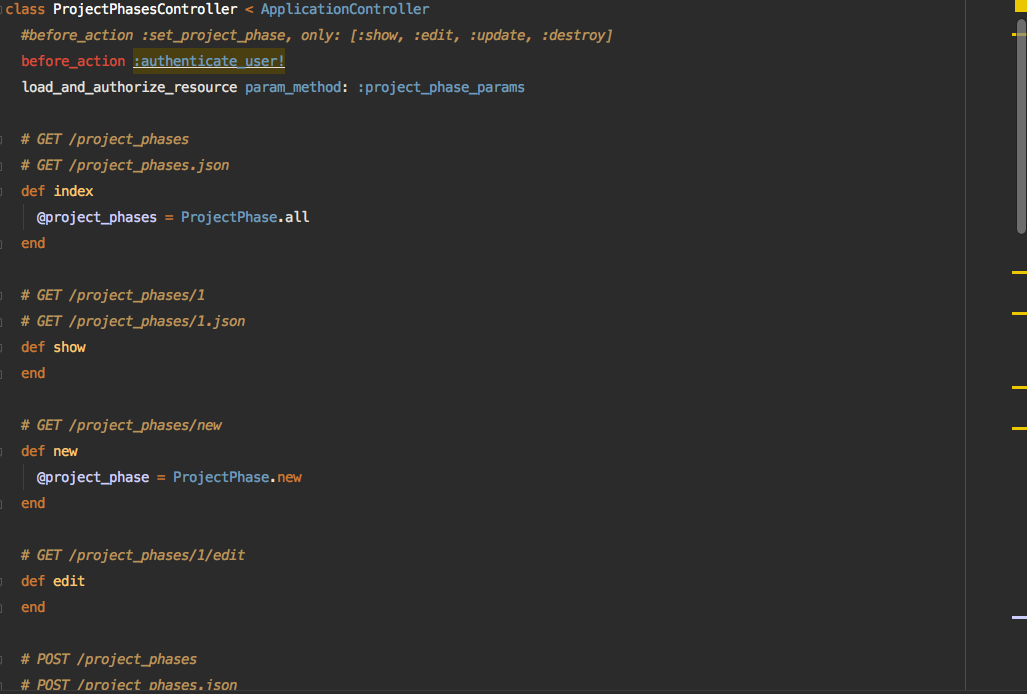 class ProjectPhasesController < ApplicationController
#before_action :set_project_phase, only: [:show, :edit, :update, :destroy]
before_action :authenticate_user!
load_and_authorize_resource param_method: :project_phase_params
# GET /project_phases
# GET /project_phases.json
def index
@project_phases = ProjectPhase.all
end
# GET /project_phases/1
# GET /project_phases/1.json
def show
end
# GET /project_phases/new
def new
@project_phase = ProjectPhase.new
end
# GET /project_phases/1/edit
def edit
end
# POST /project_phases
# POST /project_phases.json